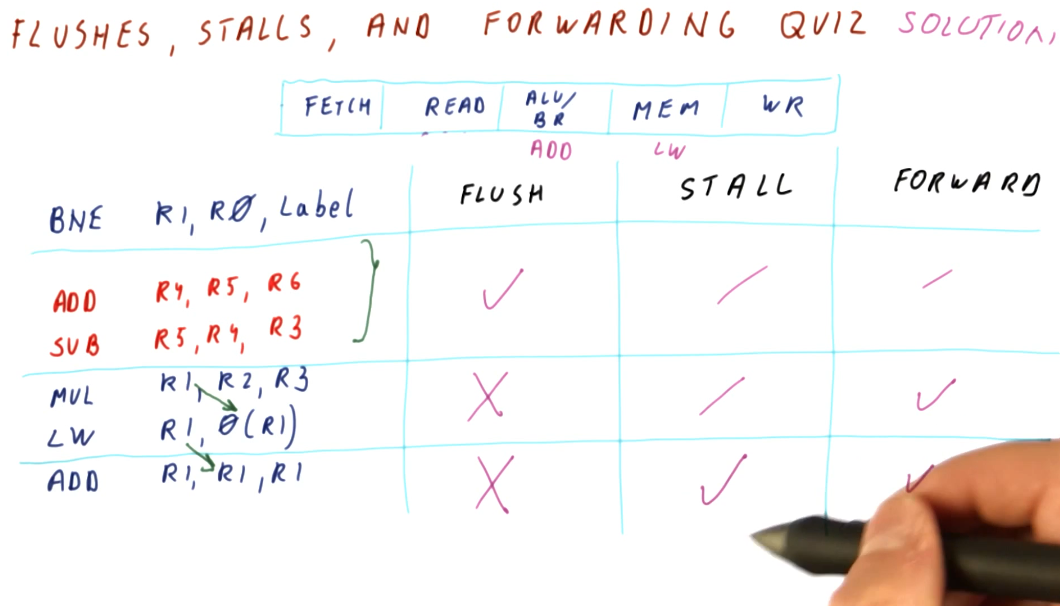 FLUSHES, STALLS, AND FORWARDING QUIZ SOLUTION,
FETCH READ ALU/BR MEM WR
ADD LW
FLUSH STALL FORWARD
BNE R1, RØ, Label
ADD R4, R5, R6
SUB R5, R4, R3
MUL R1, R2, R3
LW R1, Ø(R1)
ADD R1, R1, R1